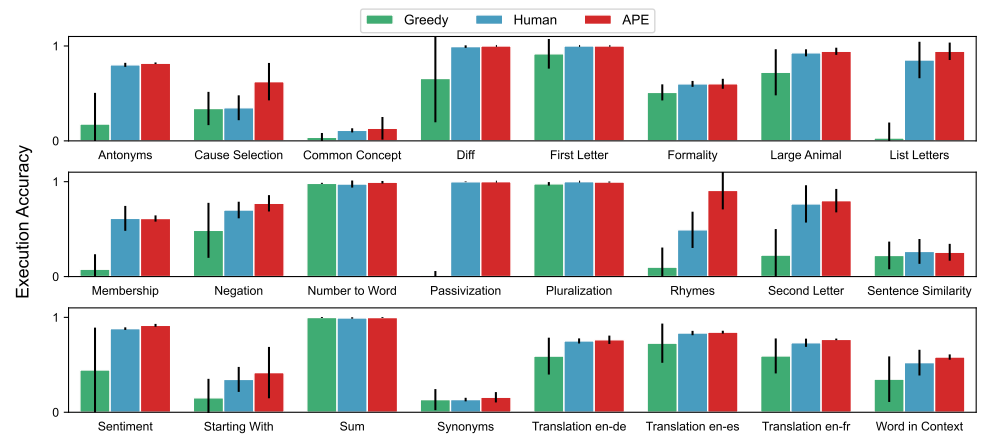 Greedy Human APE
Execution Accuracy
1
0
Antonyms Cause Selection Common Concept Diff First Letter Formality Large Animal List Letters
1
0
Membership Negation Number to Word Passivization Pluralization Rhymes Second Letter Sentence Similarity
1
0
Sentiment Starting With Sum Synonyms Translation en-de Translation en-es Translation en-fr Word in Context